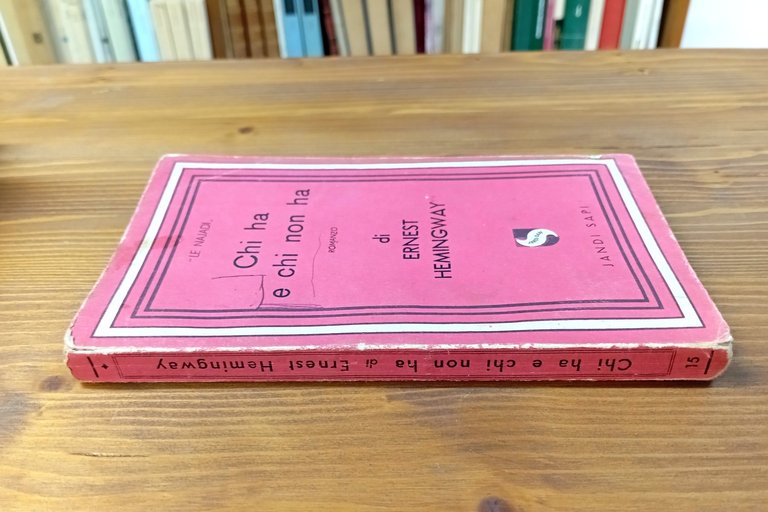 "LE NAIADI"
Chi ha
e chi non ha
ROMANZO
di
ERNEST
HEMINGWAY
JANDI SAPI
Chi ha e chi non ha di Ernest Hemingway
15